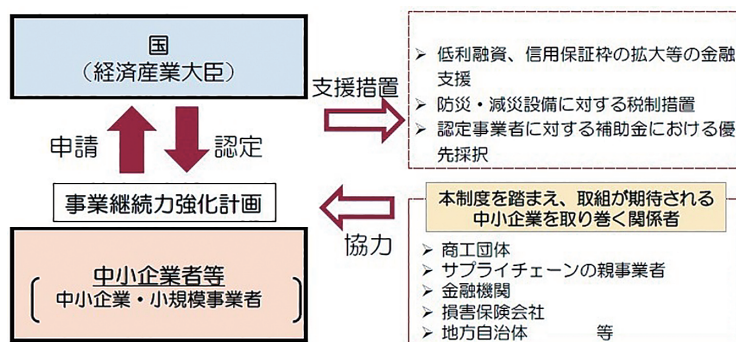 国
（経済産業大臣）
申請
認定
事業継続力強化計画
中小企業者等
中小企業・小規模事業者
支援措置
➢ 低利融資、信用保証枠の拡大等の金融
支援
➢ 防災・減災設備に対する税制措置
➢ 認定事業者に対する補助金における優
先採択
協力
本制度を踏まえ、取組が期待される
中小企業を取り巻く関係者
➢ 商工団体
➢ サプライチェーンの親事業者
➢ 金融機関
➢ 損害保険会社
➢ 地方自治体　　　等